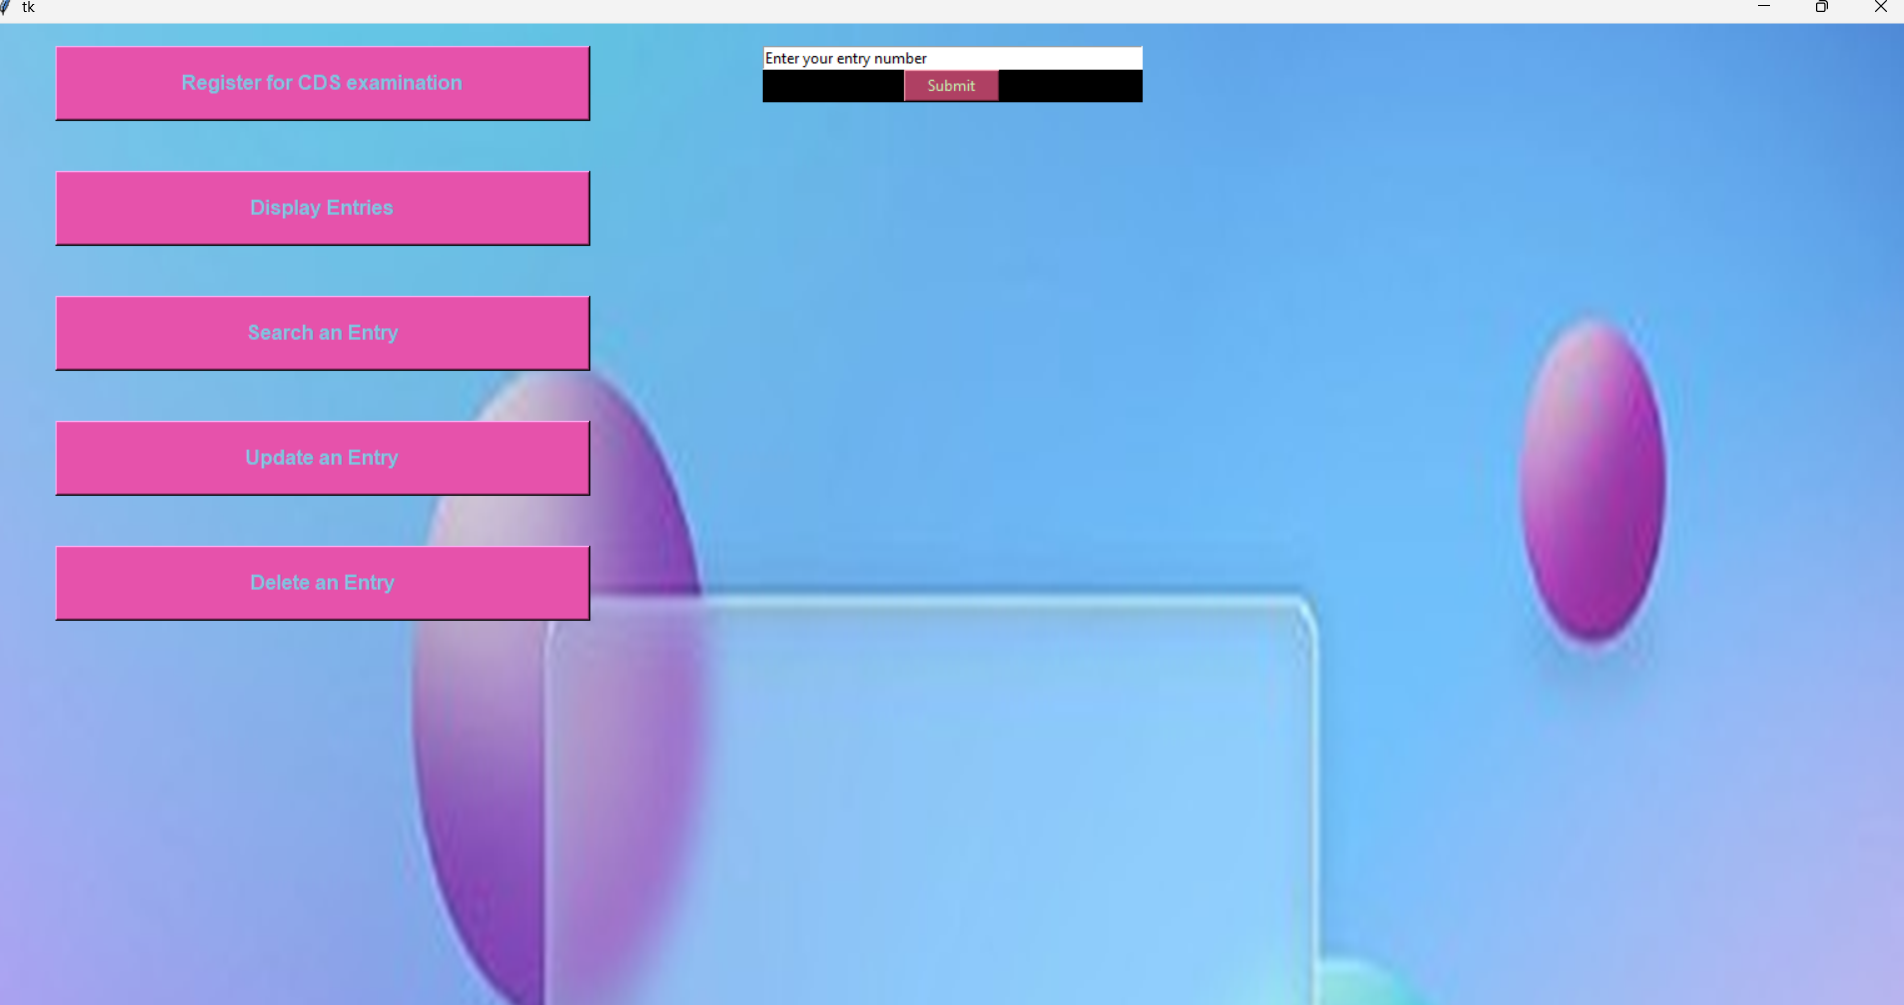 tk
Register for CDS examination
Enter your entry number
Submit
Display Entries
Search an Entry
Update an Entry
Delete an Entry